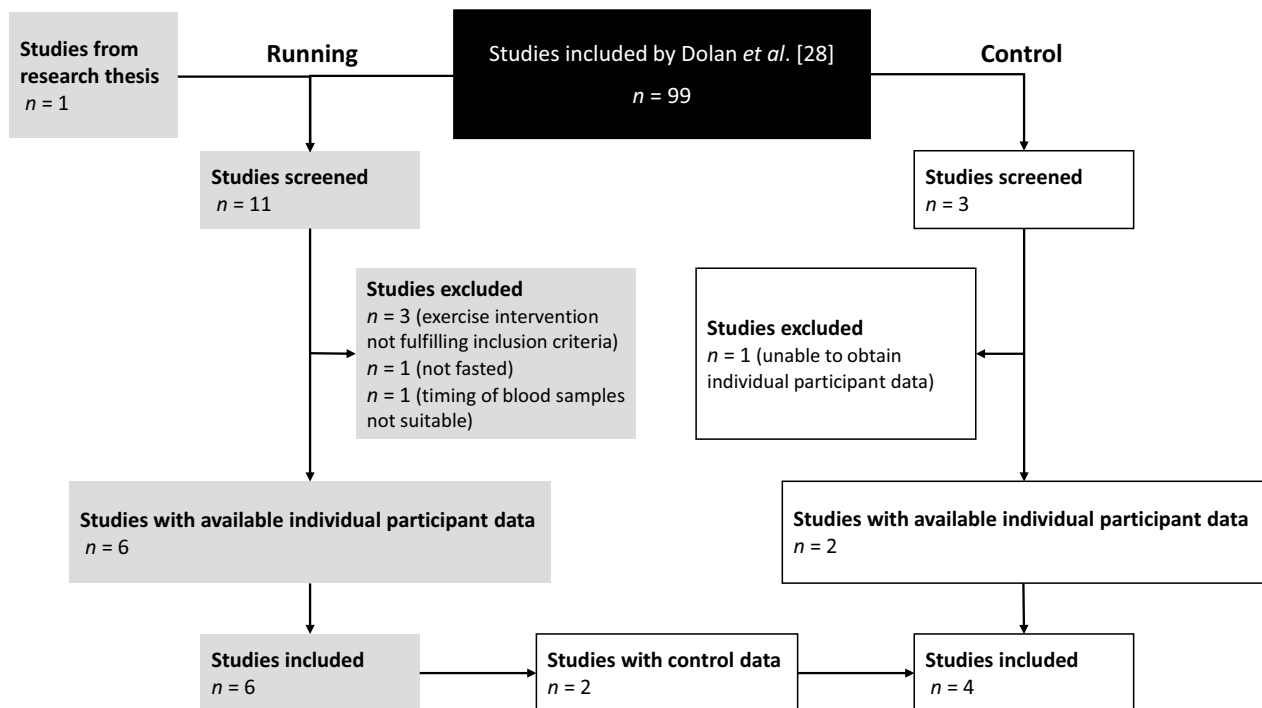 Studies from
research thesis
n = 1
Running
Studies included by Dolan et al. [28]
n = 99
Control
Studies screened
n = 11
Studies screened
n = 3
Studies excluded
n = 3 (exercise intervention
not fulfilling inclusion criteria)
n = 1 (not fasted)
n = 1 (timing of blood samples
not suitable)
Studies excluded
n = 1 (unable to obtain
individual participant data)
Studies with available individual participant data
n = 6
Studies with available individual participant data
n = 2
Studies included
n = 6
Studies with control data
n = 2
Studies included
n = 4